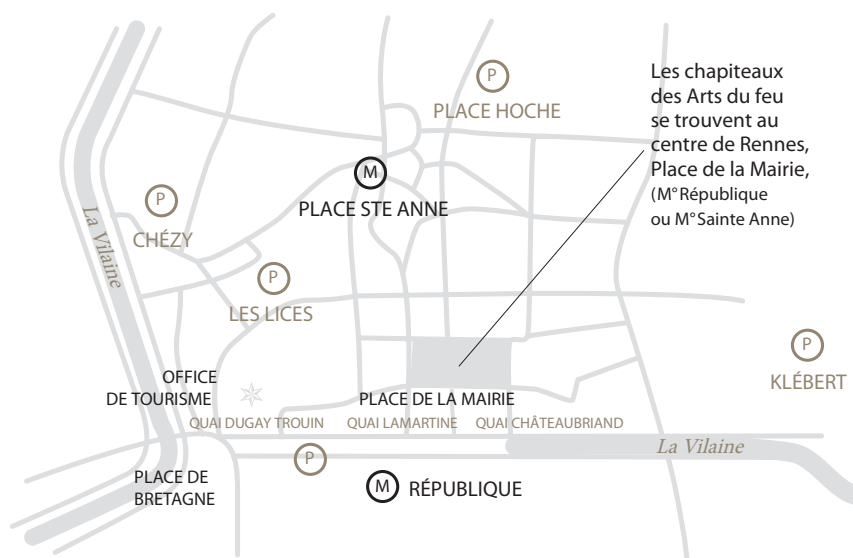 P
PLACE HOCHE
Les chapiteaux
des Arts du feu
se trouvent au
centre de Rennes,
Place de la Mairie,
(M° République
ou M° Sainte Anne)
M
PLACE STE ANNE
P
CHÉZY
La Vilaine
P
LES LICES
P
KLÉBERT
OFFICE
DE TOURISME
PLACE DE LA MAIRIE
QUAI DUGAY TROUIN
QUAI LAMARTINE
QUAI CHÂTEAUBRIAND
La Vilaine
P
PLACE DE
BRETAGNE
M
RÉPUBLIQUE